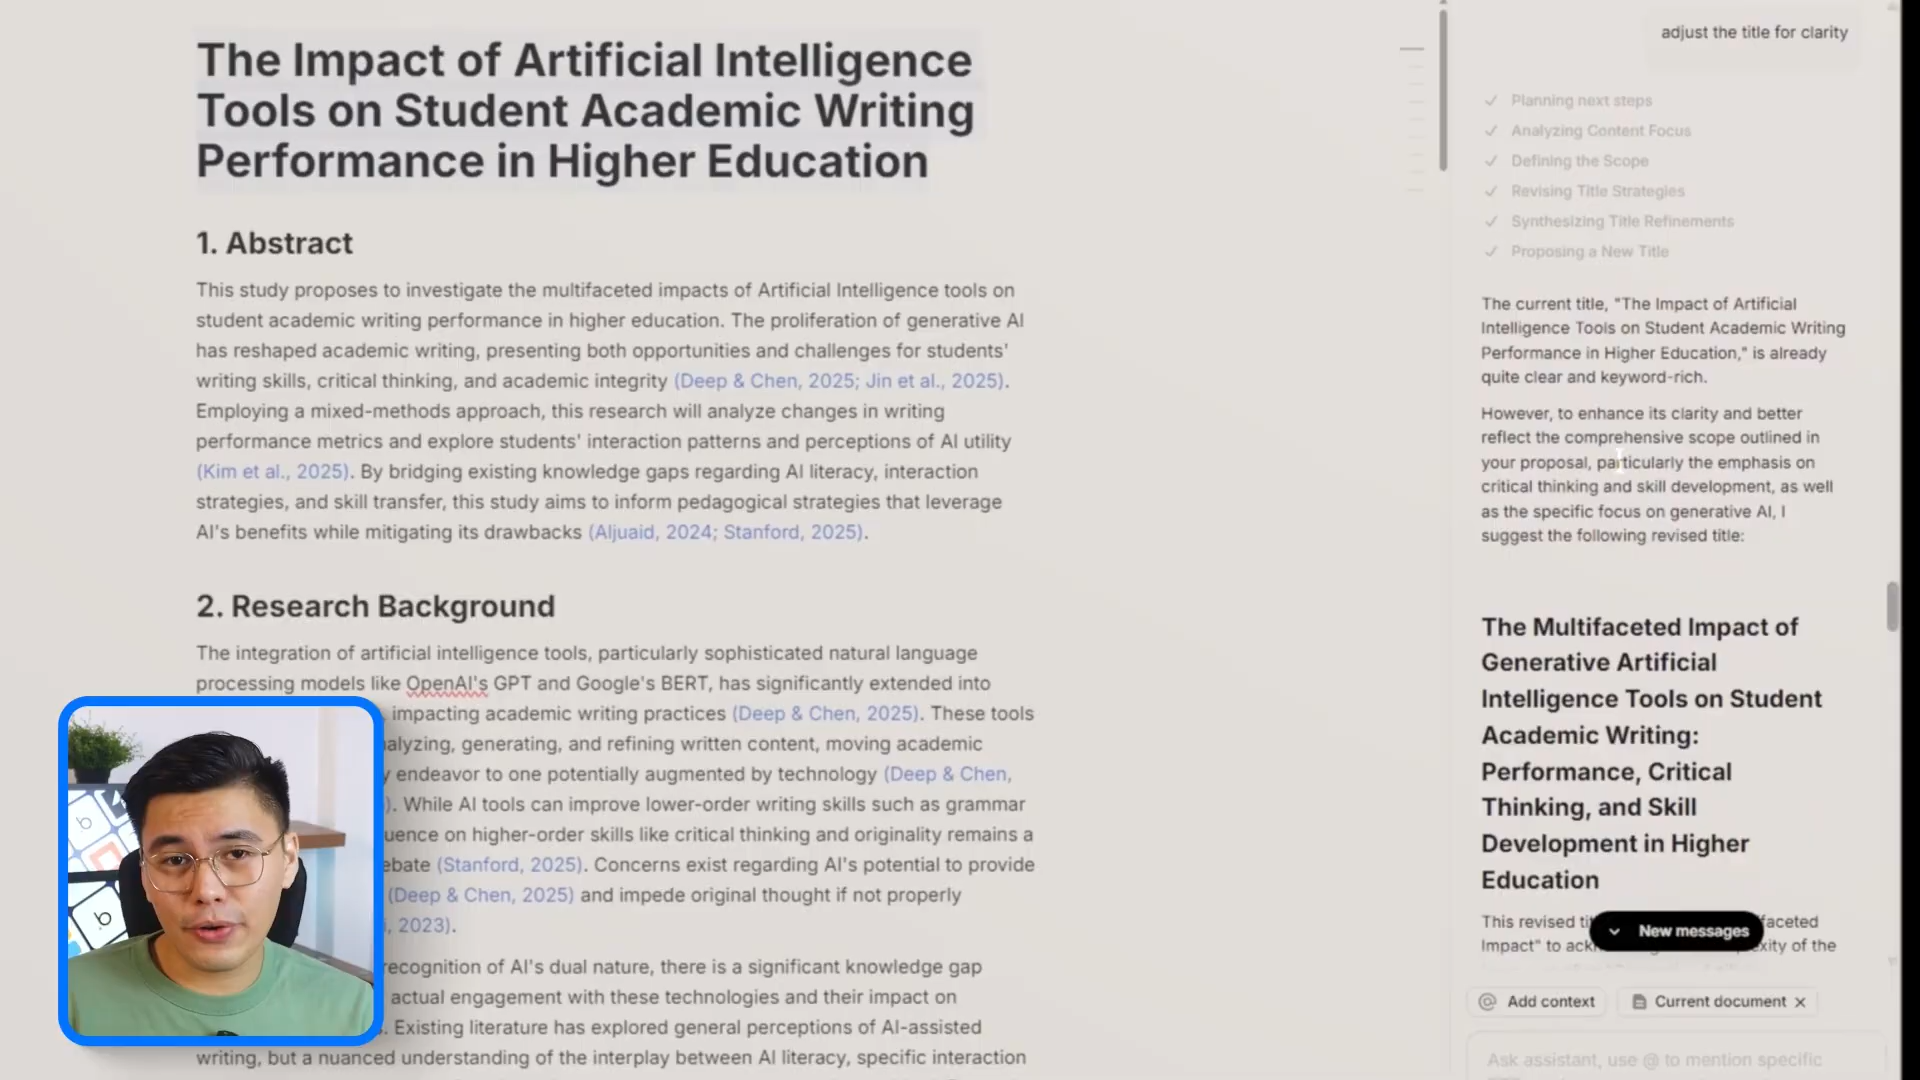 The Impact of Artificial Intelligence
Tools on Student Academic Writing
Performance in Higher Education
1. Abstract
This study proposes to investigate the multifaceted impacts of Artificial Intelligence tools on
student academic writing performance in higher education. The proliferation of generative AI
has reshaped academic writing, presenting both opportunities and challenges for students'
writing skills, critical thinking, and academic integrity (Deep & Chen, 2025; Jin et al., 2025).
Employing a mixed-methods approach, this research will analyze changes in writing
performance metrics and explore students' interaction patterns and perceptions of AI utility
(Kim et al., 2025). By bridging existing knowledge gaps regarding AI literacy, interaction
strategies, and skill transfer, this study aims to inform pedagogical strategies that leverage
AI's benefits while mitigating its drawbacks (Aljuaid, 2024; Stanford, 2025).
2. Research Background
The integration of artificial intelligence tools, particularly sophisticated natural language
processing models like OpenAI's GPT and Google's BERT, has significantly extended into
impacting academic writing practices (Deep & Chen, 2025). These tools
generating, and refining written content, moving academic
endeavor to one potentially augmented by technology (Deep & Chen,
). While AI tools can improve lower-order writing skills such as grammar
on higher-order skills like critical thinking and originality remains a
(Stanford, 2025). Concerns exist regarding AI's potential to provide
(Deep & Chen, 2025) and impede original thought if not properly
, 2023).
recognition of AI's dual nature, there is a significant knowledge gap
actual engagement with these technologies and their impact on
. Existing literature has explored general perceptions of AI-assisted
writing, but a nuanced understanding of the interplay between AI literacy, specific interaction
adjust the title for clarity
Planning next steps
Analyzing Content Focus
Defining the Scope
Revising Title Strategies
Synthesizing Title Refinements
Proposing a New Title
The current title, "The Impact of Artificial
Intelligence Tools on Student Academic Writing
Performance in Higher Education," is already
quite clear and keyword-rich.
However, to enhance its clarity and better
reflect the comprehensive scope outlined in
your proposal, particularly the emphasis on
critical thinking and skill development, as well
as the specific focus on generative AI, I
suggest the following revised title:
The Multifaceted Impact of
Generative Artificial
Intelligence Tools on Student
Academic Writing:
Performance, Critical
Thinking, and Skill
Development in Higher
Education
This revised
Impact" to
of the
New messages
Add context
Current document
Ask assistant, use @ to mention specific